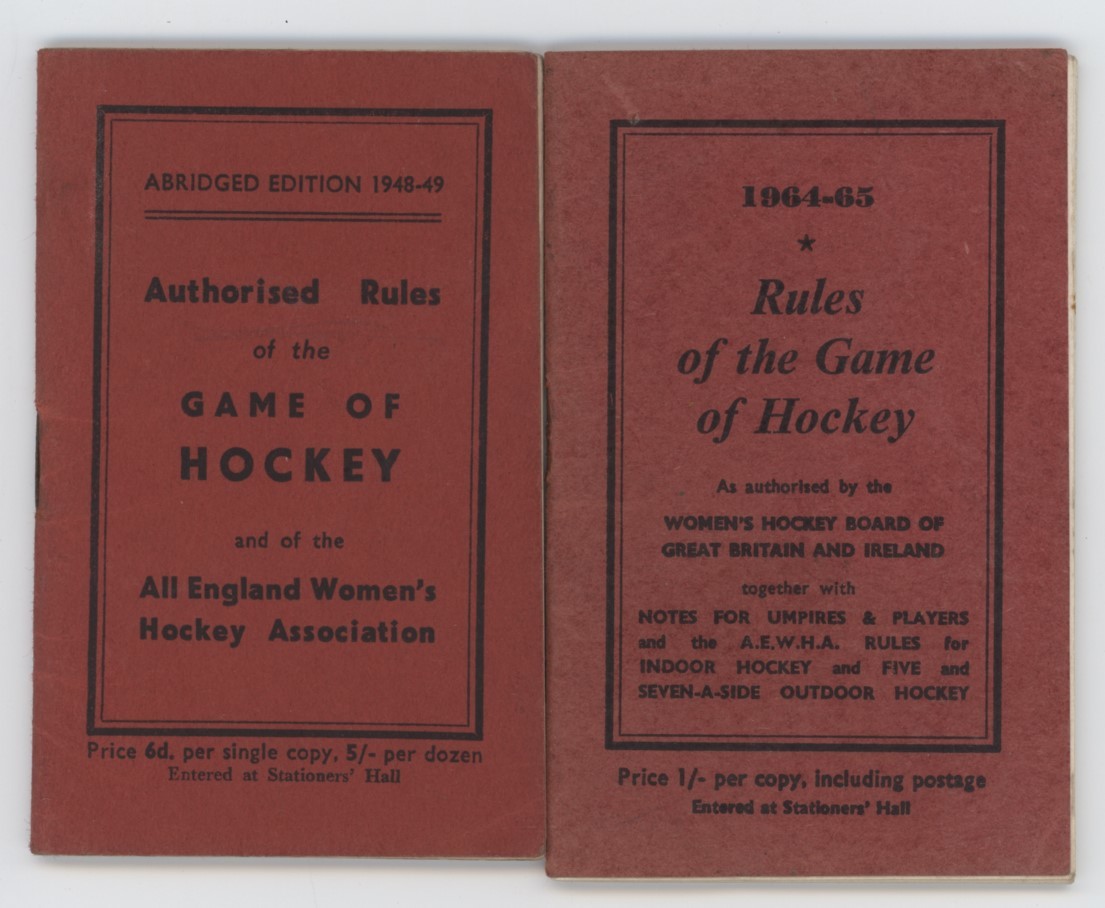 ABRIDGED EDITION 1948-49
Authorised Rules
of the
GAME OF
HOCKEY
and of the
All England Women's
Hockey Association
Price 6d. per single copy, 5/- per dozen
Entered at Stationers' Hall
1964-65
★
Rules
of the Game
of Hockey
As authorised by the
WOMEN'S HOCKEY BOARD OF
GREAT BRITAIN AND IRELAND
together with
NOTES FOR UMPIRES & PLAYERS
and the A.E.W.H.A. RULES for
INDOOR HOCKEY and FIVE and
SEVEN-A-SIDE OUTDOOR HOCKEY
Price 1/- per copy, including postage
Entered at Stationers' Hall